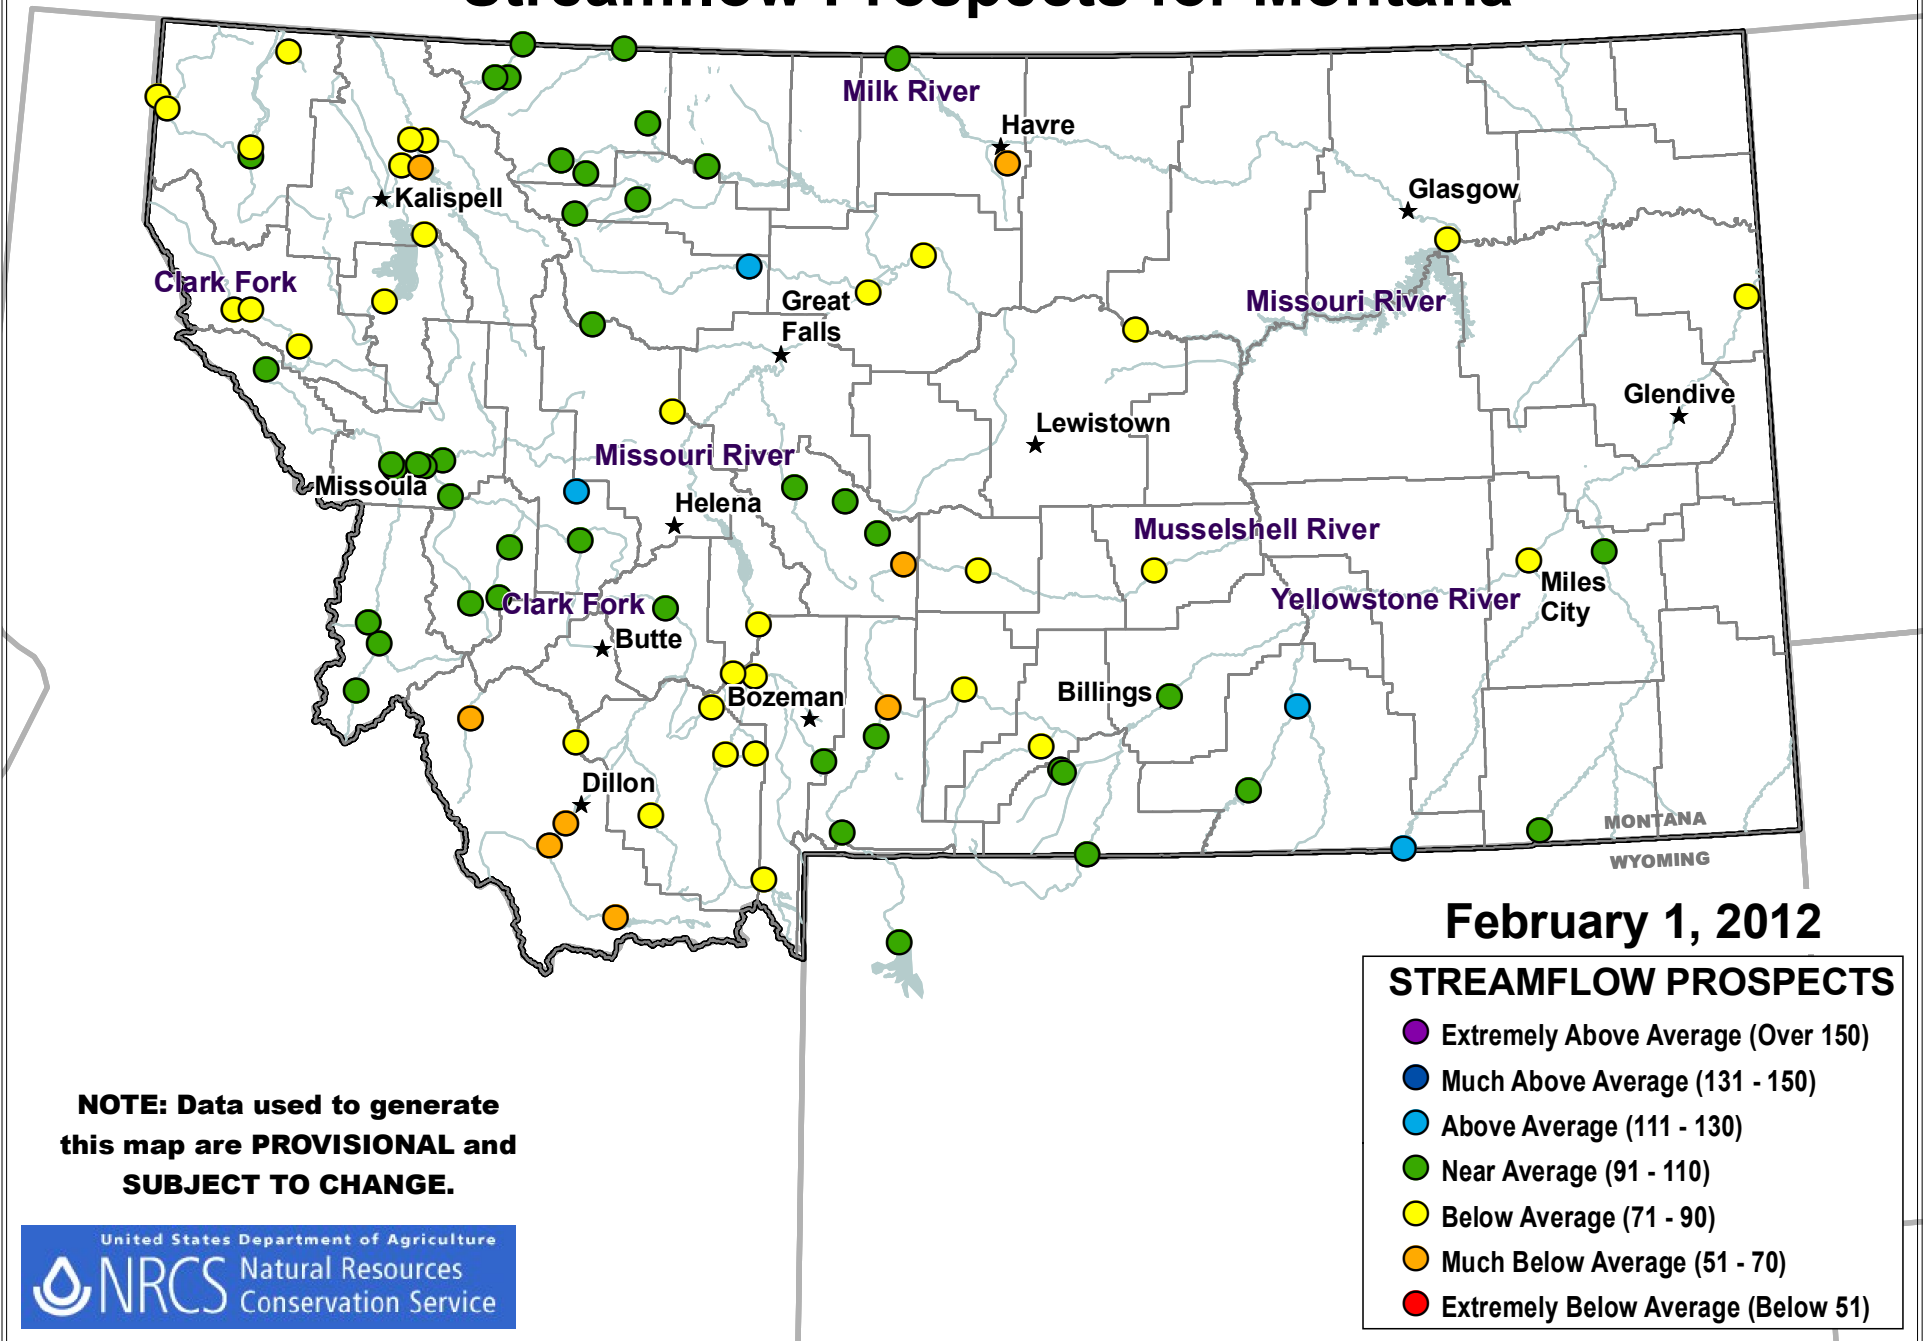 Streamflow Prospects for Montana
Milk River
Havre
Glasgow
Kalispell
Clark Fork
Great
Falls
Missouri River
Glendive
Lewistown
Missouri River
Missoula
Helena
Musselshell River
Miles
City
Yellowstone River
Clark Fork
Butte
Bozeman
Billings
Dillon
MONTANA
WYOMING
February 1, 2012
STREAMFLOW PROSPECTS
Extremely Above Average (Over 150)
Much Above Average (131 - 150)
Above Average (111 - 130)
Near Average (91 - 110)
Below Average (71 - 90)
Much Below Average (51 - 70)
Extremely Below Average (Below 51)
NOTE: Data used to generate
this map are PROVISIONAL and
SUBJECT TO CHANGE.
United States Department of Agriculture
NRCS
Natural Resources
Conservation Service